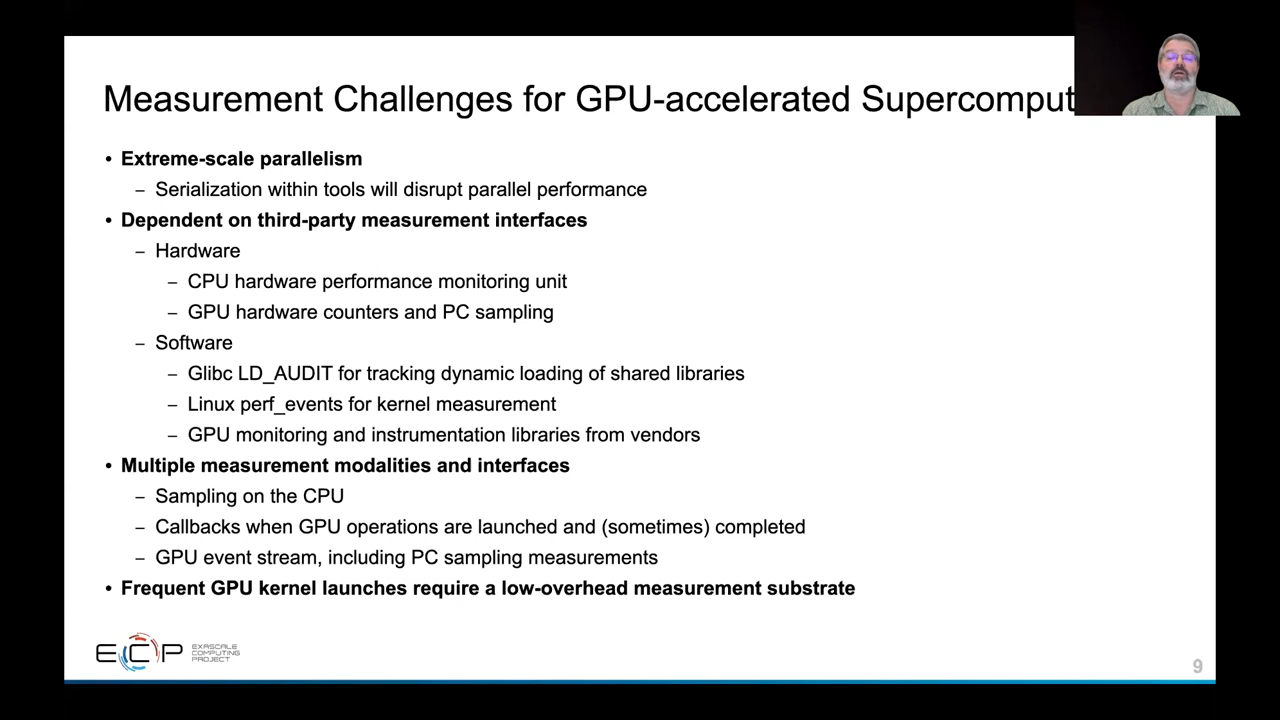 Measurement Challenges for GPU-accelerated
• Extreme-scale parallelism
– Serialization within tools will disrupt parallel performance
• Dependent on third-party measurement interfaces
– Hardware
– CPU hardware performance monitoring unit
– GPU hardware counters and PC sampling
– Software
– Glibc LD_AUDIT for tracking dynamic loading of shared libraries
– Linux perf_events for kernel measurement
– GPU monitoring and instrumentation libraries from vendors
• Multiple measurement modalities and interfaces
– Sampling on the CPU
– Callbacks when GPU operations are launched and (sometimes) completed
– GPU event stream, including PC sampling measurements
• Frequent GPU kernel launches require a low-overhead measurement substrate
ECP
EXASCALE
COMPUTING
PROJECT
9